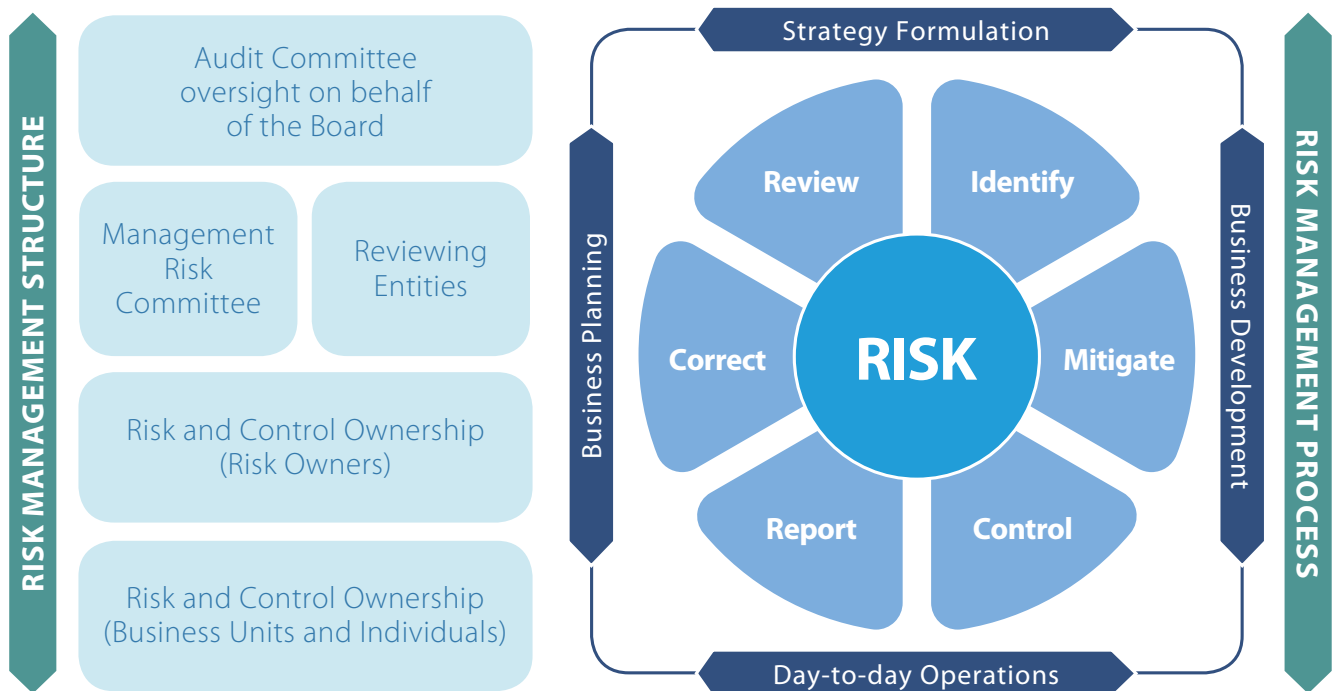 RISK MANAGEMENT STRUCTURE
Audit Committee
oversight on behalf
of the Board
Management
Risk
Committee
Reviewing
Entities
Risk and Control Ownership
(Risk Owners)
Risk and Control Ownership
(Business Units and Individuals)
Strategy Formulation
Business Planning
Review
Identify
Correct
RISK
Mitigate
Report
Control
Business Development
Day-to-day Operations
RISK MANAGEMENT PROCESS